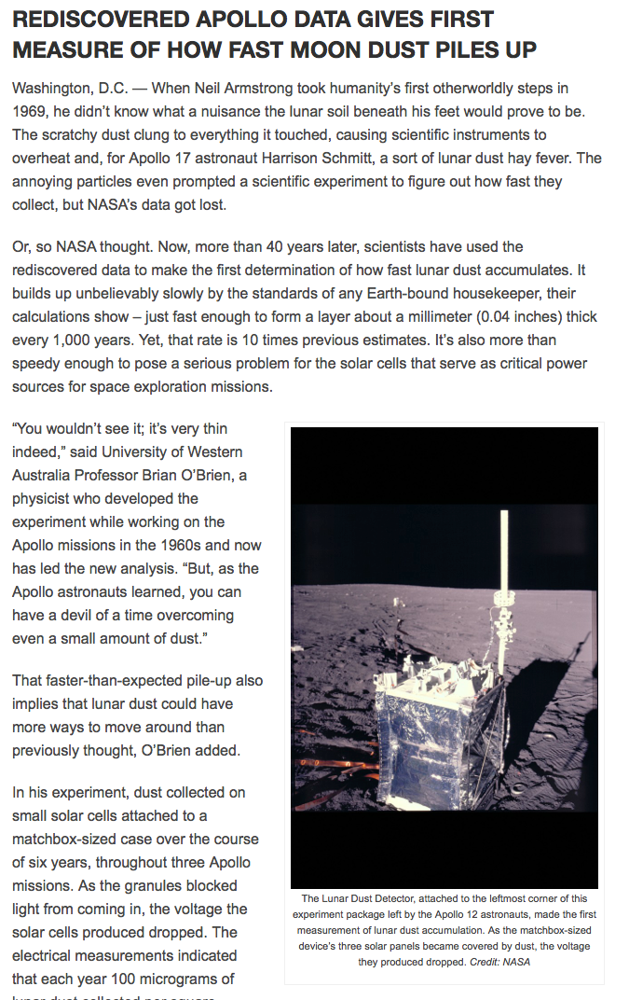 REDISCOVERED APOLLO DATA GIVES FIRST
MEASURE OF HOW FAST MOON DUST PILES UP
Washington, D.C. — When Neil Armstrong took humanity’s first otherworldly steps in
1969, he didn’t know what a nuisance the lunar soil beneath his feet would prove to be.
The scratchy dust clung to everything it touched, causing scientific instruments to
overheat and, for Apollo 17 astronaut Harrison Schmitt, a sort of lunar dust hay fever. The
annoying particles even prompted a scientific experiment to figure out how fast they
collect, but NASA’s data got lost.
Or, so NASA thought. Now, more than 40 years later, scientists have used the
rediscovered data to make the first determination of how fast lunar dust accumulates. It
builds up unbelievably slowly by the standards of any Earth-bound housekeeper, their
calculations show – just fast enough to form a layer about a millimeter (0.04 inches) thick
every 1,000 years. Yet, that rate is 10 times previous estimates. It’s also more than
speedy enough to pose a serious problem for the solar cells that serve as critical power
sources for space exploration missions.
“You wouldn’t see it; it’s very thin
indeed,” said University of Western
Australia Professor Brian O’Brien, a
physicist who developed the
experiment while working on the
Apollo missions in the 1960s and now
has led the new analysis. “But, as the
Apollo astronauts learned, you can
have a devil of a time overcoming
even a small amount of dust.”
That faster-than-expected pile-up also
implies that lunar dust could have
more ways to move around than
previously thought, O’Brien added.
In his experiment, dust collected on
small solar cells attached to a
matchbox-sized case over the course
of six years, throughout three Apollo
missions. As the granules blocked
light from coming in, the voltage the
solar cells produced dropped. The
electrical measurements indicated
that each year 100 micrograms of
lunar dust collected per square
The Lunar Dust Detector, attached to the leftmost corner of this
experiment package left by the Apollo 12 astronauts, made the first
measurement of lunar dust accumulation. As the matchbox-sized
device’s three solar panels became covered by dust, the voltage
they produced dropped. Credit: NASA